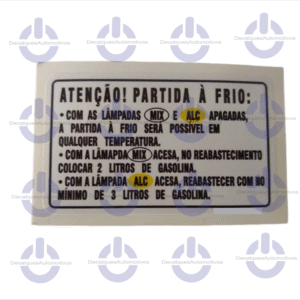 ATENÇÃO! PARTIDA À FRIO:
• COM AS LÂMPADAS MIX E ALC APAGADAS,
A PARTIDA À FRIO SERÁ POSSÍVEL EM
QUALQUER TEMPERATURA.
• COM A LÂMAPDA MIX ACESA, NO REABASTECIMENTO
COLOCAR 2 LITROS DE GASOLINA.
• COM A LÂMPADA ALC ACESA, REABASTECER COM NO
MÍNIMO DE 3 LITROS DE GASOLINA.